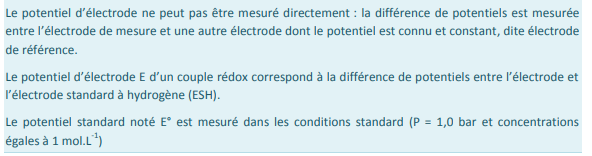 Le potentiel d'électrode ne peut pas être mesuré directement : la différence de potentiels est mesurée
entre l'électrode de mesure et une autre électrode dont le potentiel est connu et constant, dite électrode
de référence.
Le potentiel d'électrode E d'un couple rédox correspond à la différence de potentiels entre l'électrode et
l'électrode standard à hydrogène (ESH).
Le potentiel standard noté E° est mesuré dans les conditions standard (P = 1,0 bar et concentrations
égales à 1 mol.L⁻¹)